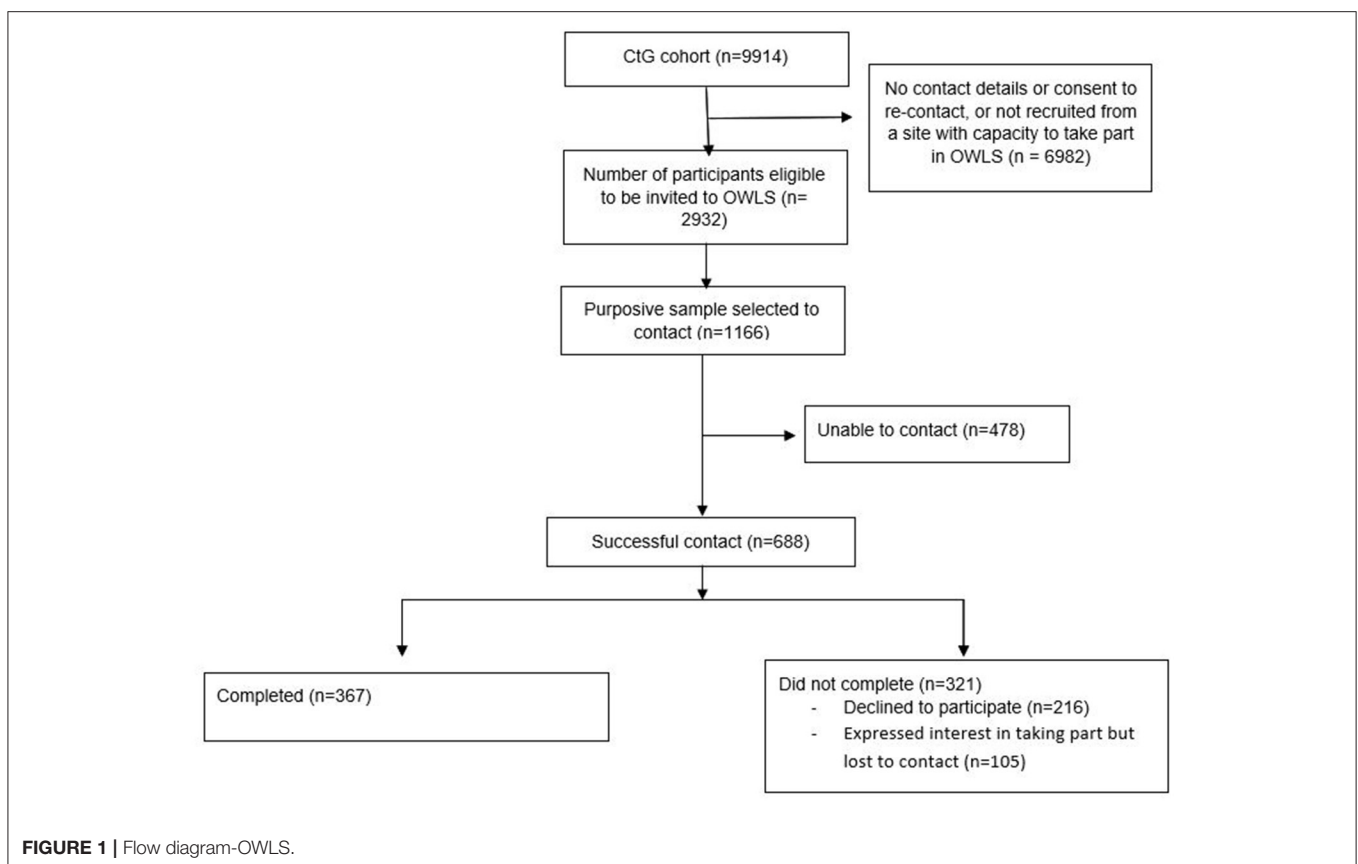 CtG cohort (n=9914)
No contact details or consent to
re-contact, or not recruited from
a site with capacity to take part
in OWLS (n = 6982)
Number of participants eligible
to be invited to OWLS (n=
2932)
Purposive sample selected to
contact (n=1166)
Unable to contact (n=478)
Successful contact (n=688)
Completed (n=367)
Did not complete (n=321)
- Declined to participate (n=216)
- Expressed interest in taking part but
lost to contact (n=105)
FIGURE 1 | Flow diagram-OWLS.